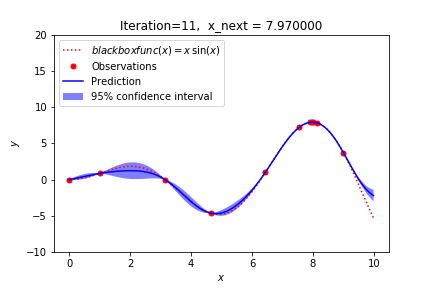 Iteration=11,  x_next = 7.970000
blackboxfunc(x) = x sin(x)
Observations
Prediction
95% confidence interval
20
15
10
5
0
−5
−10
y
0
2
4
6
8
10
x